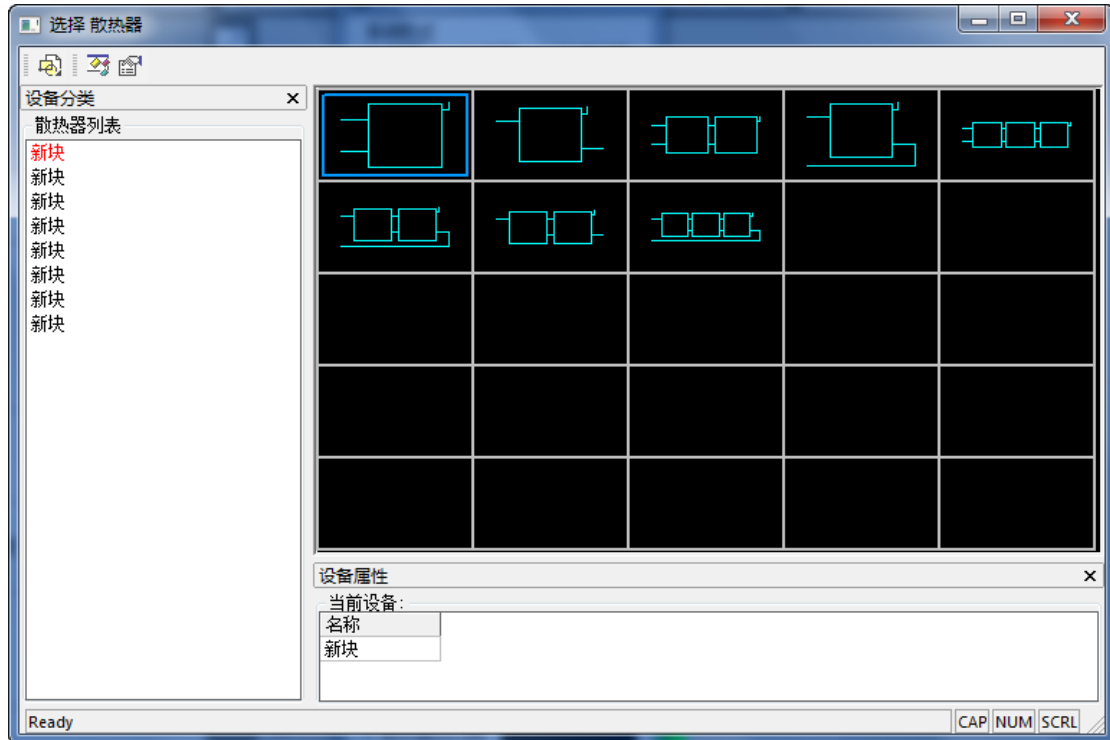 选择 散热器
设备分类
散热器列表
新块
新块
新块
新块
新块
新块
新块
新块
设备属性
当前设备:
名称
新块
Ready
CAP NUM SCRL